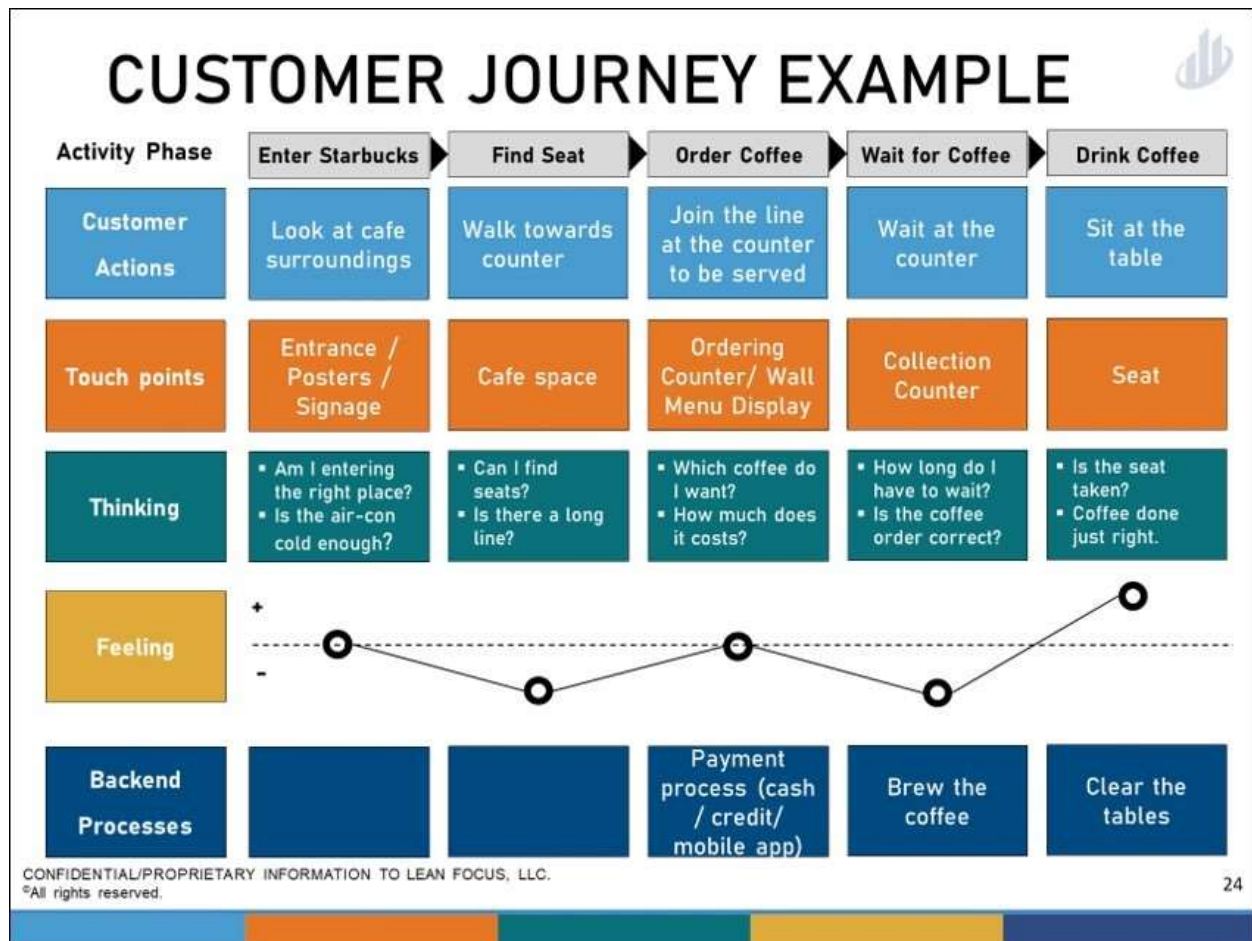 CUSTOMER JOURNEY EXAMPLE
Activity Phase
Enter Starbucks
Find Seat
Order Coffee
Wait for Coffee
Drink Coffee
Customer
Actions
Look at cafe
surroundings
Walk towards
counter
Join the line
at the counter
to be served
Wait at the
counter
Sit at the
table
Touch points
Entrance /
Posters /
Signage
Cafe space
Ordering
Counter/ Wall
Menu Display
Collection
Counter
Seat
Thinking
▪ Am I entering
the right place?
▪ Is the air-con
cold enough?
▪ Can I find
seats?
▪ Is there a long
line?
▪ Which coffee do
I want?
▪ How much does
it costs?
▪ How long do I
have to wait?
▪ Is the coffee
order correct?
▪ Is the seat
taken?
▪ Coffee done
just right.
Feeling
+
-
Backend
Processes
Payment
process (cash
/ credit/
mobile app)
Brew the
coffee
Clear the
tables
CONFIDENTIAL/PROPRIETARY INFORMATION TO LEAN FOCUS, LLC.
©All rights reserved.
24